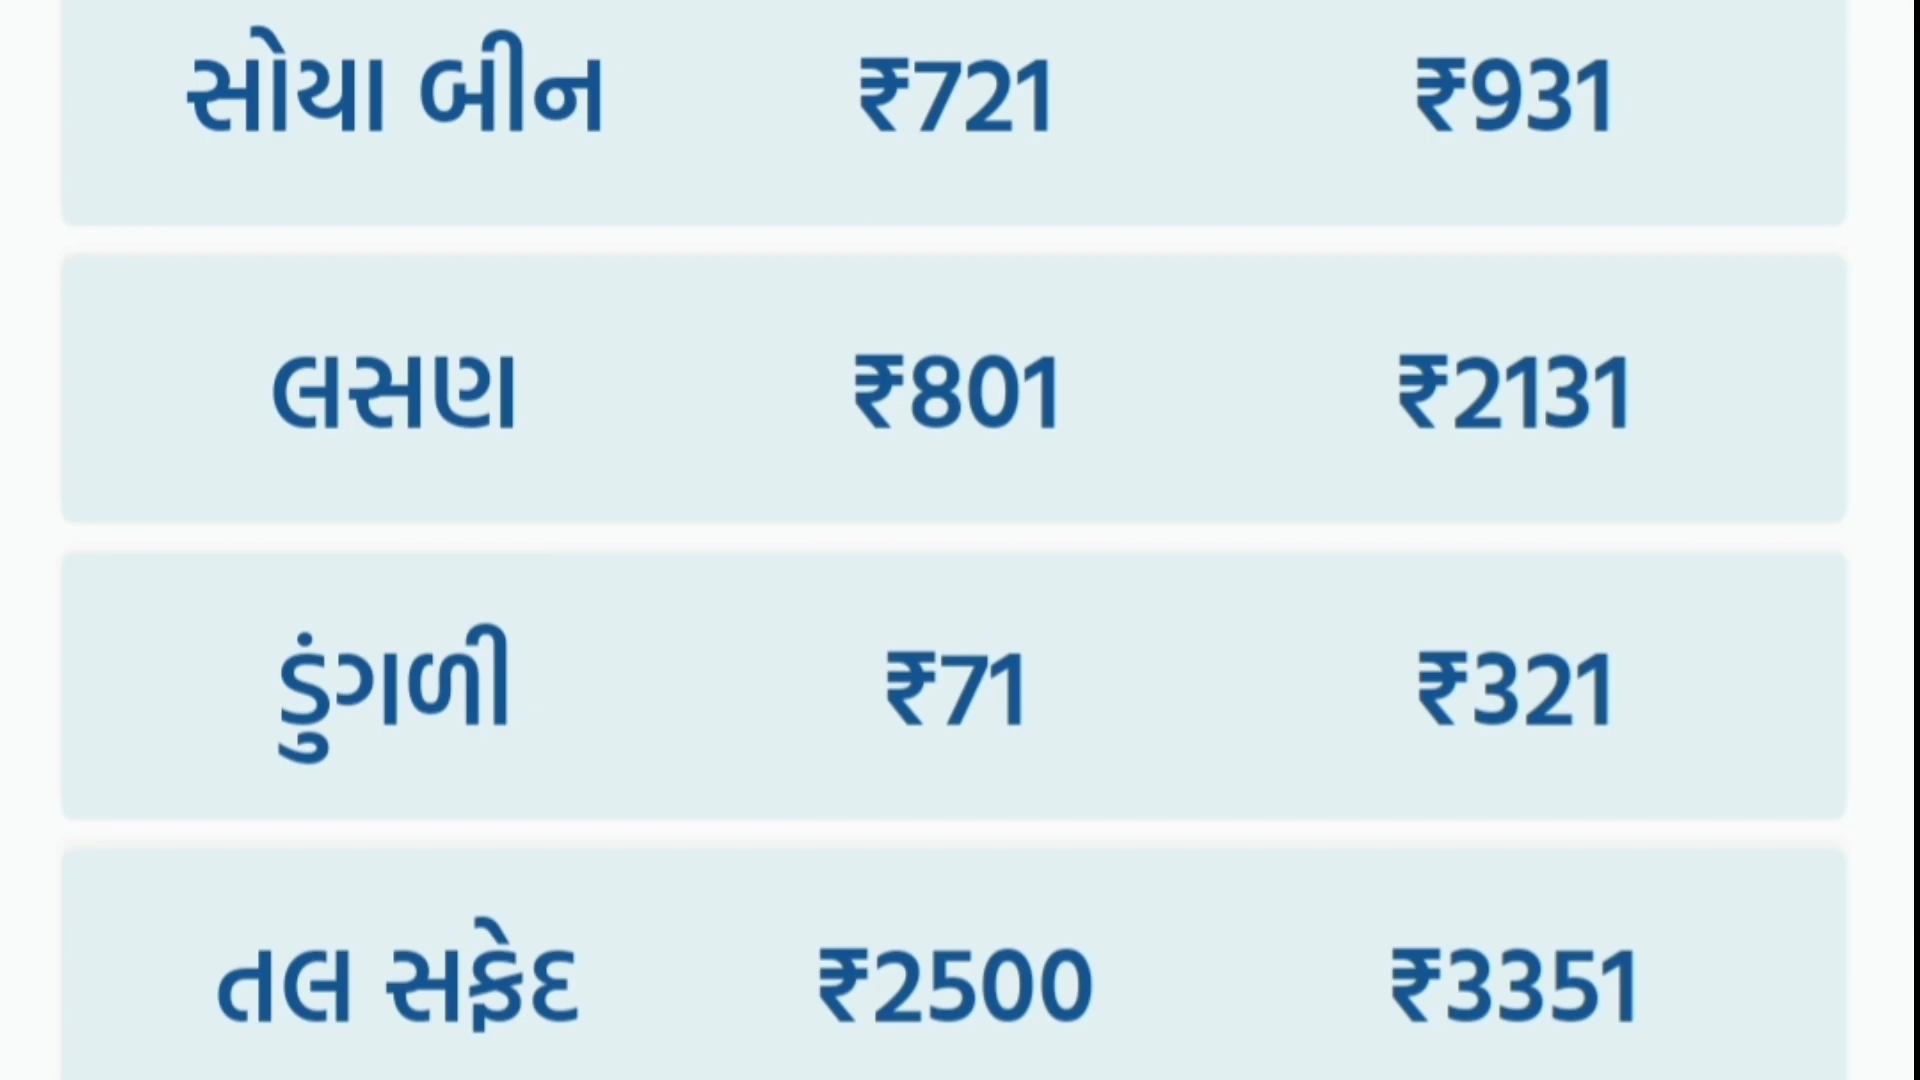 સોયા બીન ₹721 ₹931
લસણ ₹801 ₹2131
ડુંગળી ₹71 ₹321
તલ સફેદ ₹2500 ₹3351